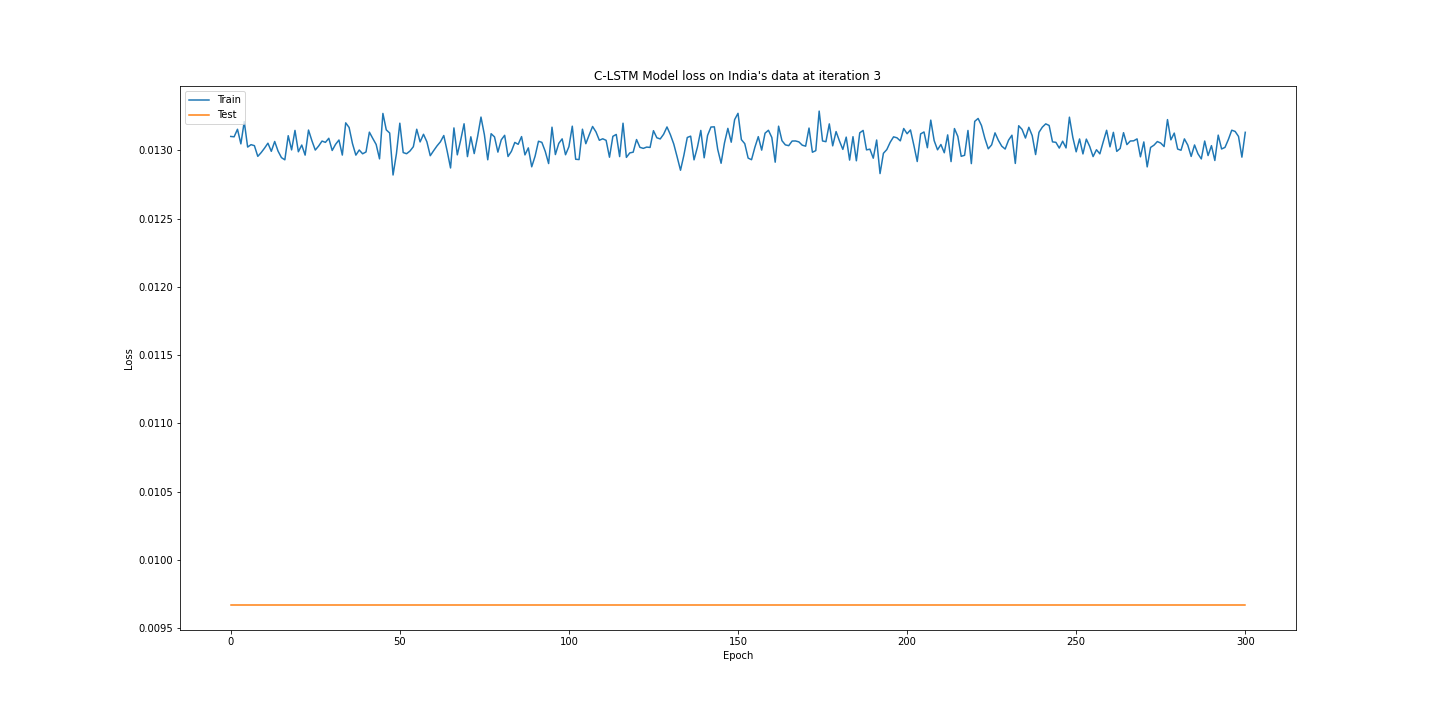 C-LSTM Model loss on India's data at iteration 3
Train
Test
0.0130
0.0125
0.0120
0.0115
0.0110
0.0105
0.0100
0.0095
Loss
0 50 100 150 200 250 300
Epoch